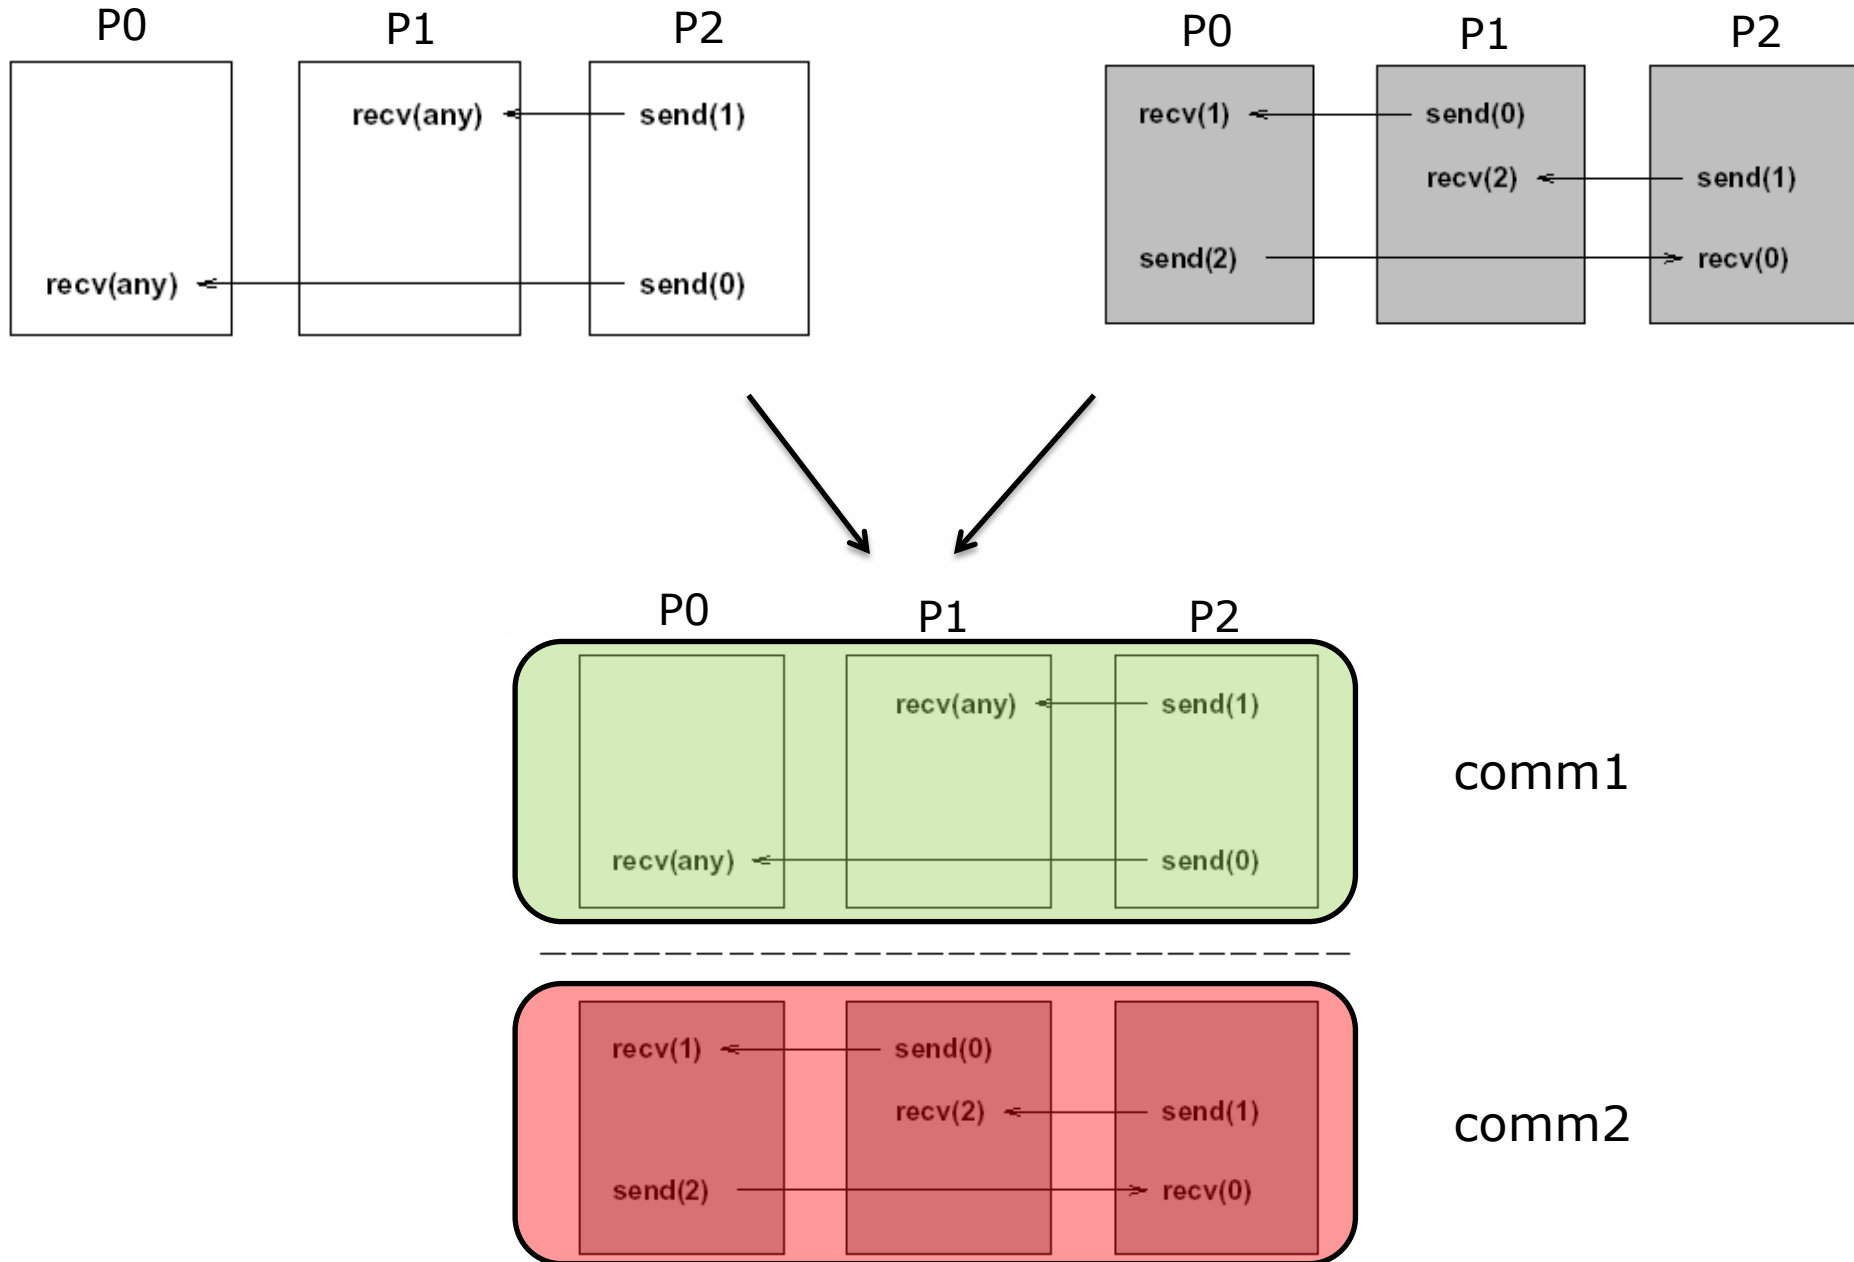 P0 P1 P2
recv(any) send(1)
recv(any) send(0)
P0 P1 P2
recv(1) send(0)
recv(2) send(1)
send(2) recv(0)
P0 P1 P2
recv(any) send(1)
comm1
recv(any) send(0)
recv(1) send(0)
recv(2) send(1)
comm2
send(2) recv(0)